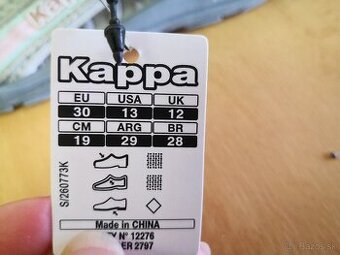 Kappa
EU USA UK
30 13 12
CM ARG BR
19 29 28
S/260773K
Made in CHINA
Y N° 12276
ER 2797